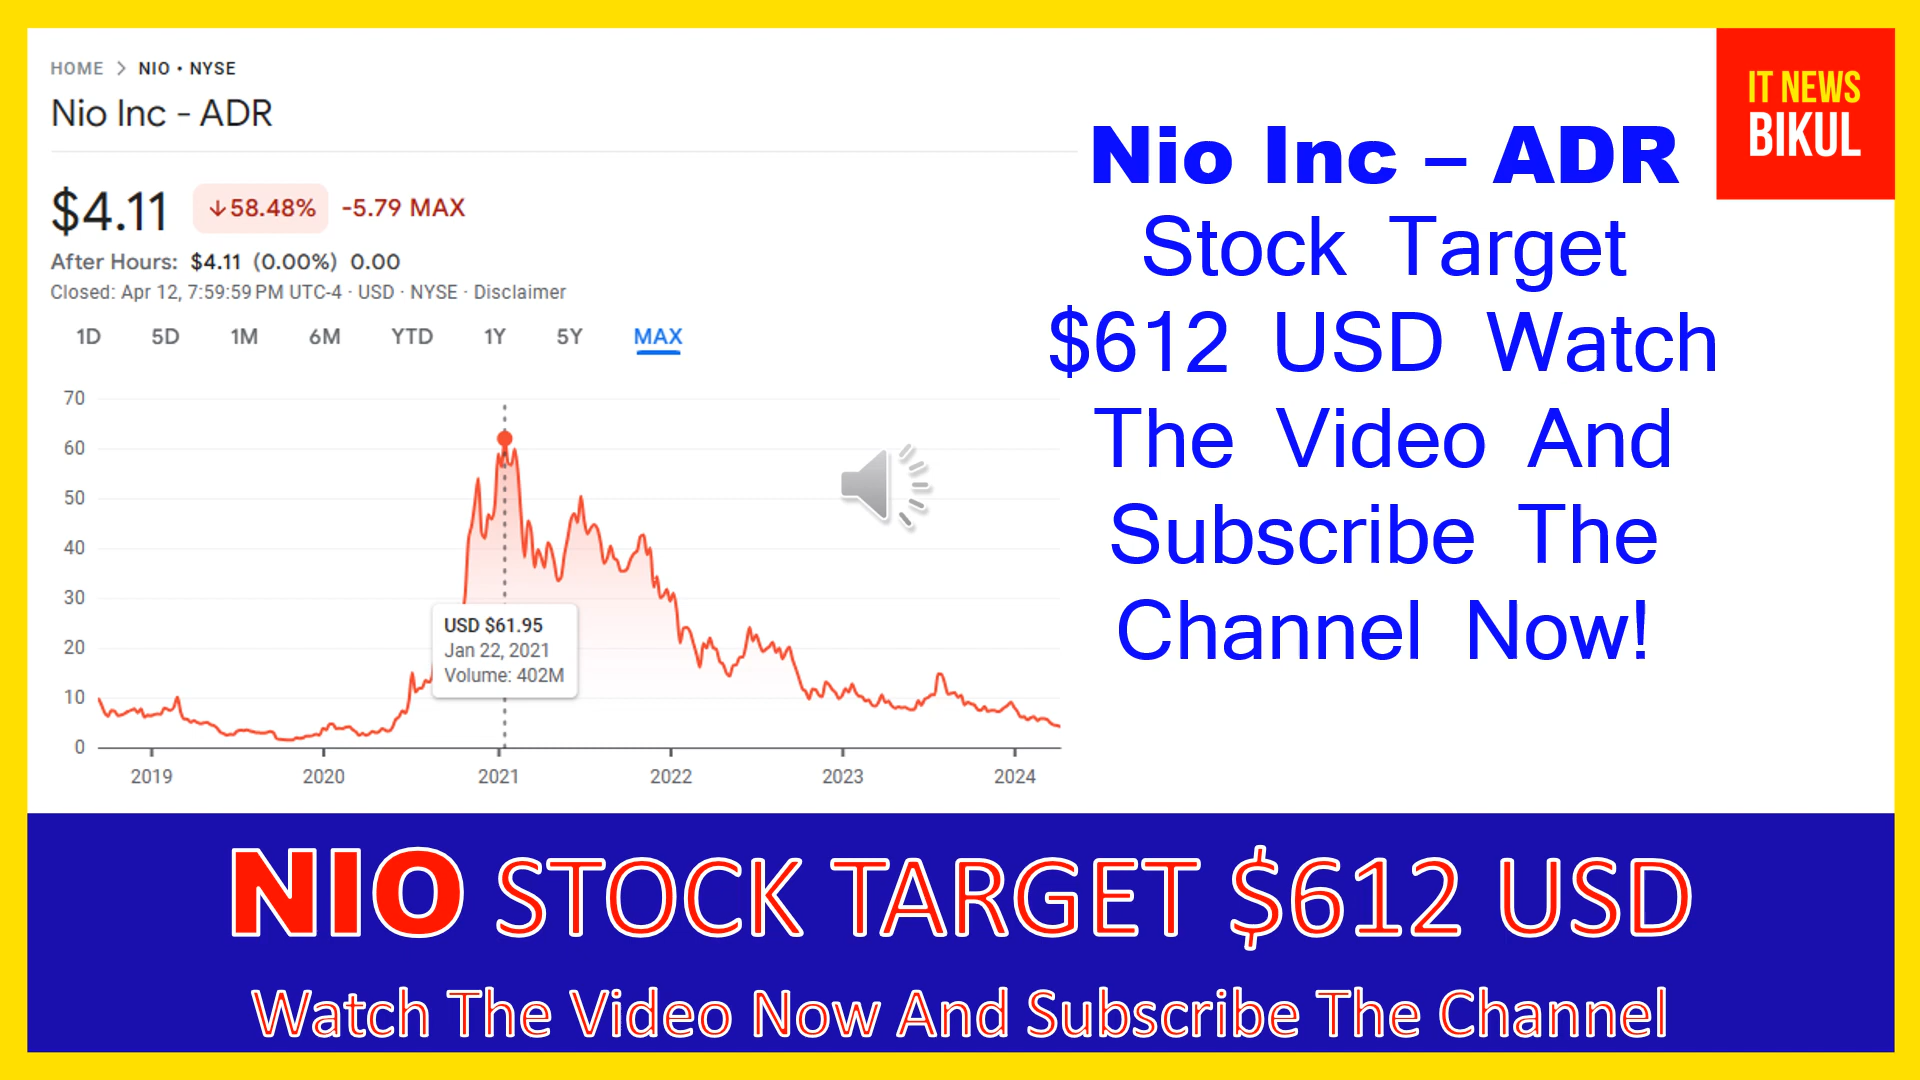 HOME > NIO • NYSE
Nio Inc - ADR
$4.11 ↓58.48% -5.79 MAX
After Hours: $4.11 (0.00%) 0.00
Closed: Apr 12, 7:59:59 PM UTC-4 · USD · NYSE · Disclaimer
1D 5D 1M 6M YTD 1Y 5Y MAX
70
60
50
40
30
20
10
0
USD $61.95
Jan 22, 2021
Volume: 402M
2019 2020 2021 2022 2023 2024
Nio Inc – ADR
Stock Target
$612 USD Watch
The Video And
Subscribe The
Channel Now!
IT NEWS
BIKUL
NIO STOCK TARGET $612 USD
Watch The Video Now And Subscribe The Channel